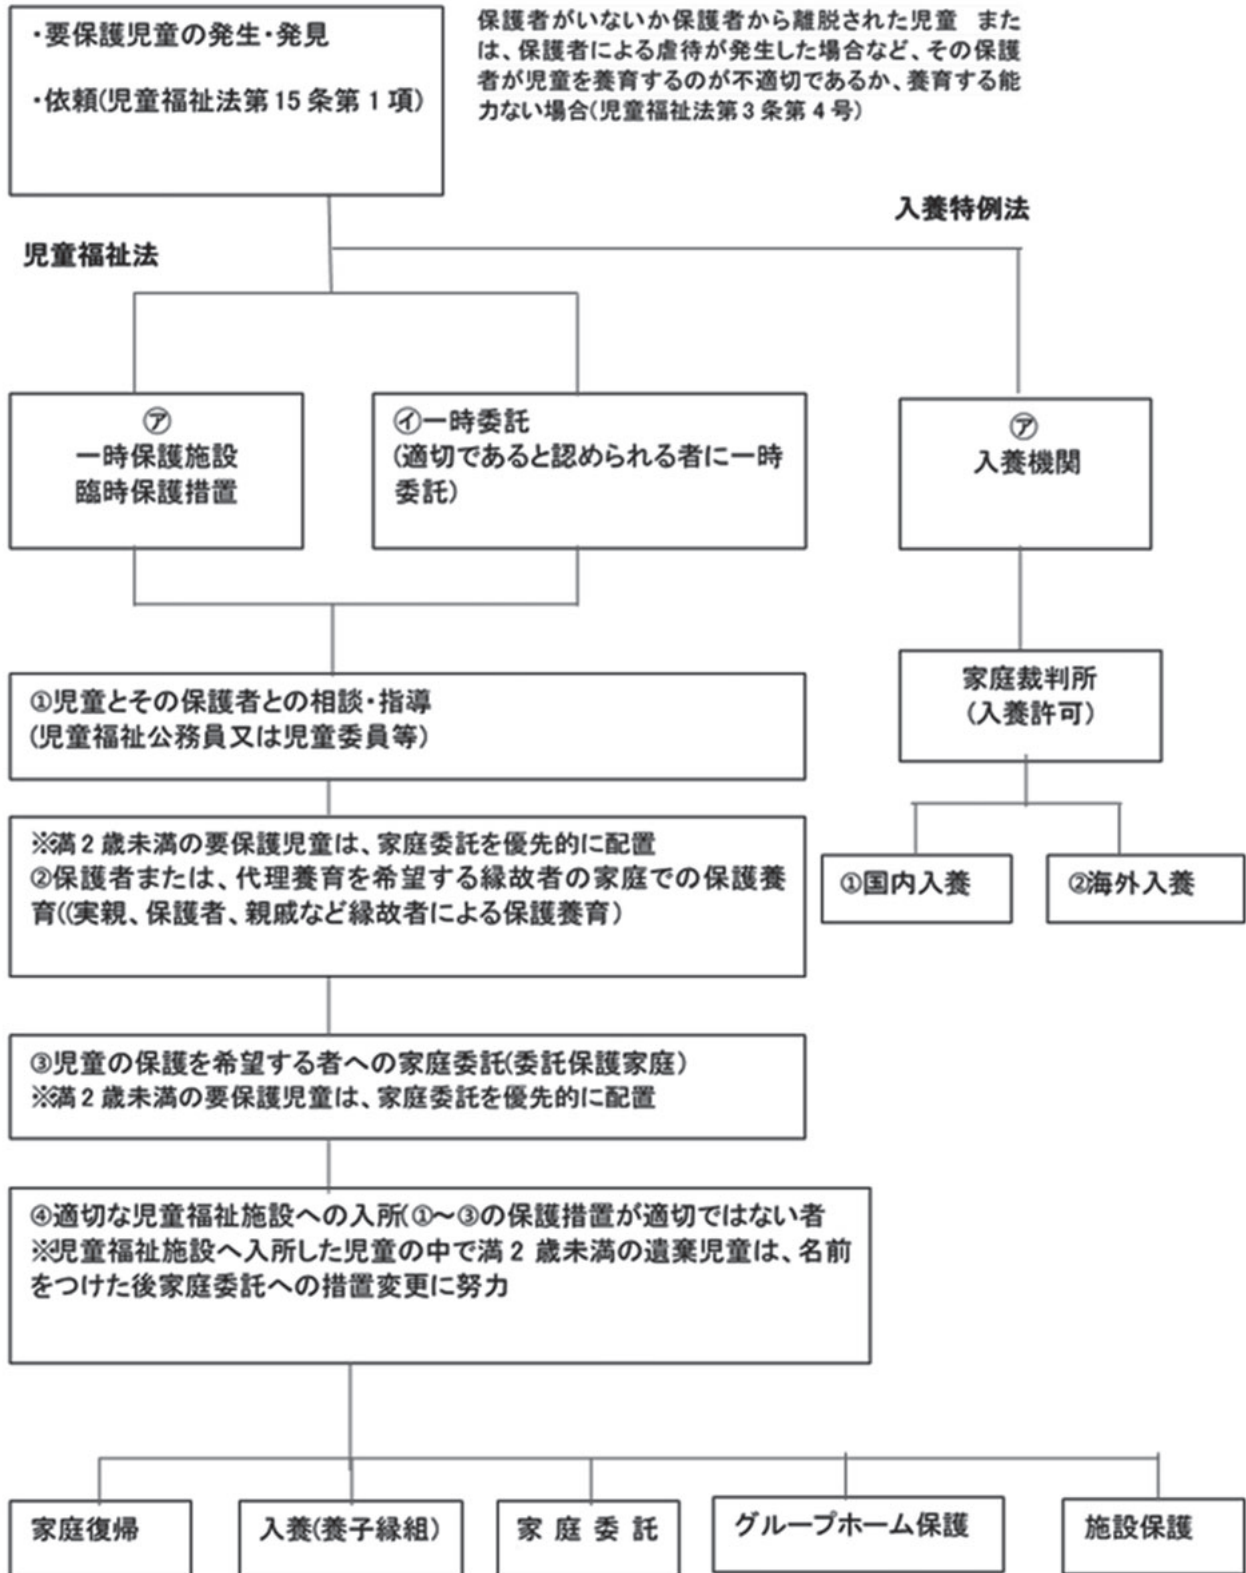 ・要保護児童の発生・発見
・依頼(児童福祉法第15条第1項)
保護者がいないか保護者から離脱された児童　また
は、保護者による虐待が発生した場合など、その保護
者が児童を養育するのが不適切であるか、養育する能
力ない場合(児童福祉法第3条第4号)
入養特例法
児童福祉法
㋐
一時保護施設
臨時保護措置
㋑一時委託
(適切であると認められる者に一時
委託)
㋐
入養機関
①児童とその保護者との相談・指導
(児童福祉公務員又は児童委員等)
家庭裁判所
(入養許可)
※満2歳未満の要保護児童は、家庭委託を優先的に配置
②保護者または、代理養育を希望する縁故者の家庭での保護養
育((実親、保護者、親戚など縁故者による保護養育)
①国内入養
②海外入養
③児童の保護を希望する者への家庭委託(委託保護家庭)
※満2歳未満の要保護児童は、家庭委託を優先的に配置
④適切な児童福祉施設への入所(①～③の保護措置が適切ではない者
※児童福祉施設へ入所した児童の中で満2 歳未満の遺棄児童は、名前
をつけた後家庭委託への措置変更に努力
家庭復帰
入養(養子縁組)
家 庭 委 託
グループホーム保護
施設保護